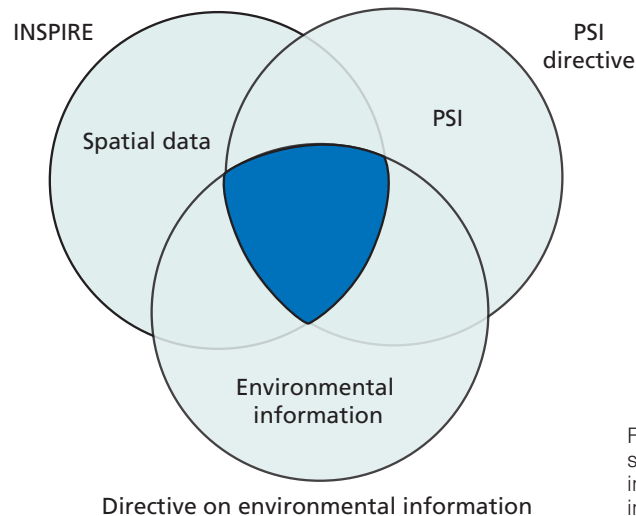 INSPIRE
PSI
directive
Spatial data
PSI
Environmental
information
Directive on environmental information